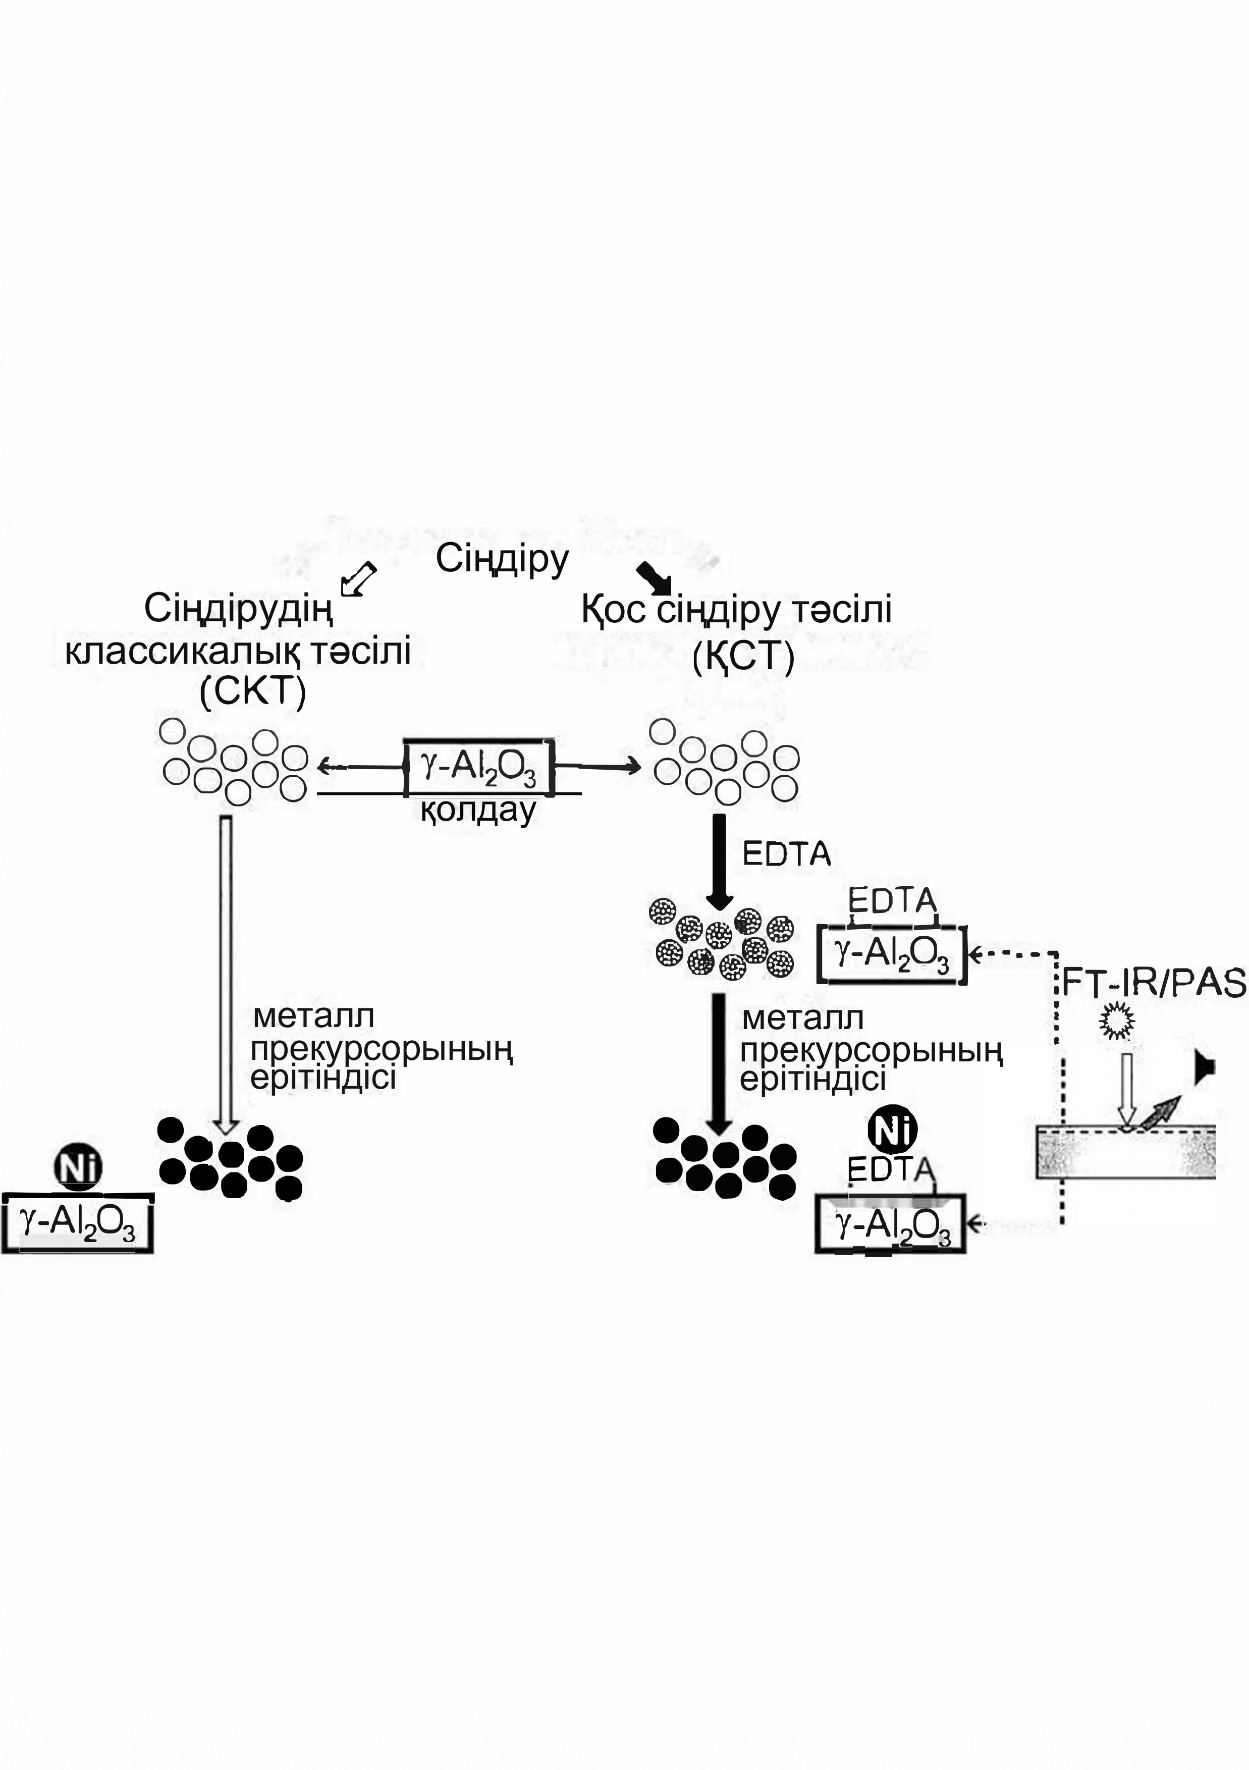 Сіңдіру
Сіңдірудің
классикалық тәсілі
(СКТ)
Қос сіңдіру тәсілі
(ҚСТ)
γ-Al₂O₃
қолдау
EDTA
EDTA
γ-Al₂O₃
FT-IR/PAS
металл
прекурсорының
ерітіндісі
металл
прекурсорының
ерітіндісі
Ni
γ-Al₂O₃
Ni
EDTA
γ-Al₂O₃